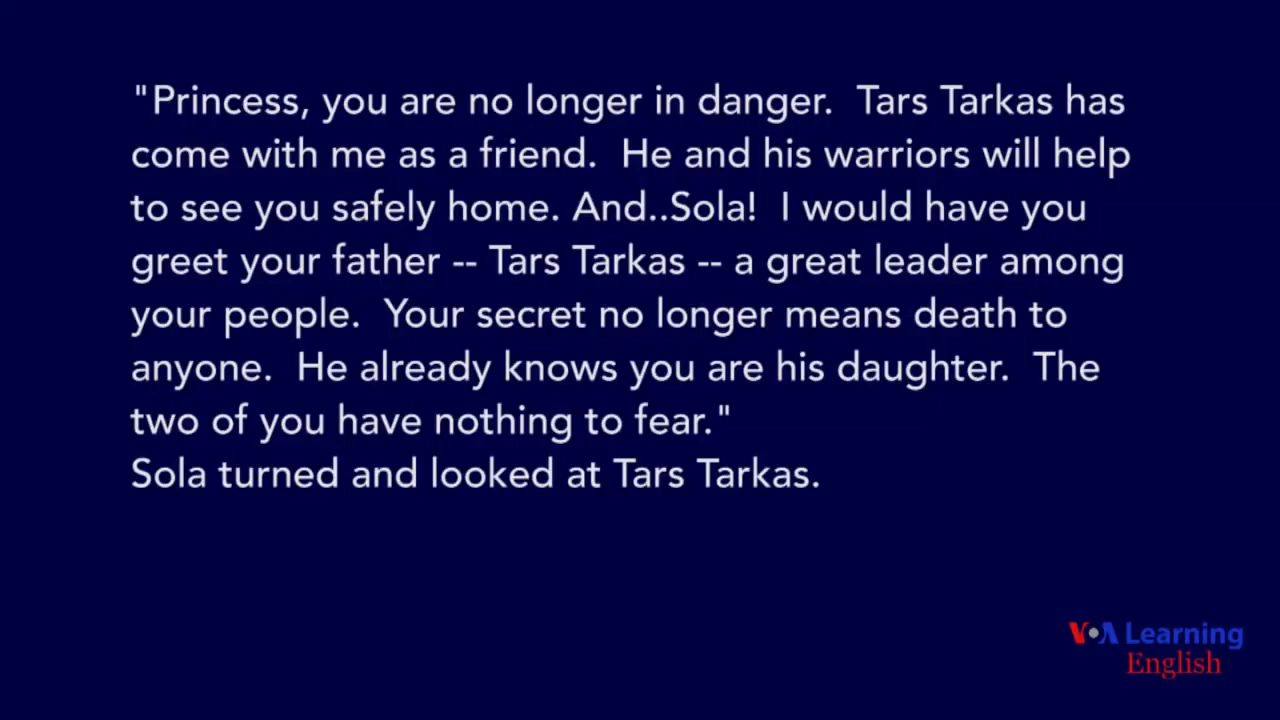 "Princess, you are no longer in danger.  Tars Tarkas has
come with me as a friend.  He and his warriors will help
to see you safely home. And..Sola!  I would have you
greet your father -- Tars Tarkas -- a great leader among
your people.  Your secret no longer means death to
anyone.  He already knows you are his daughter.  The
two of you have nothing to fear."
Sola turned and looked at Tars Tarkas.
VOA Learning
English